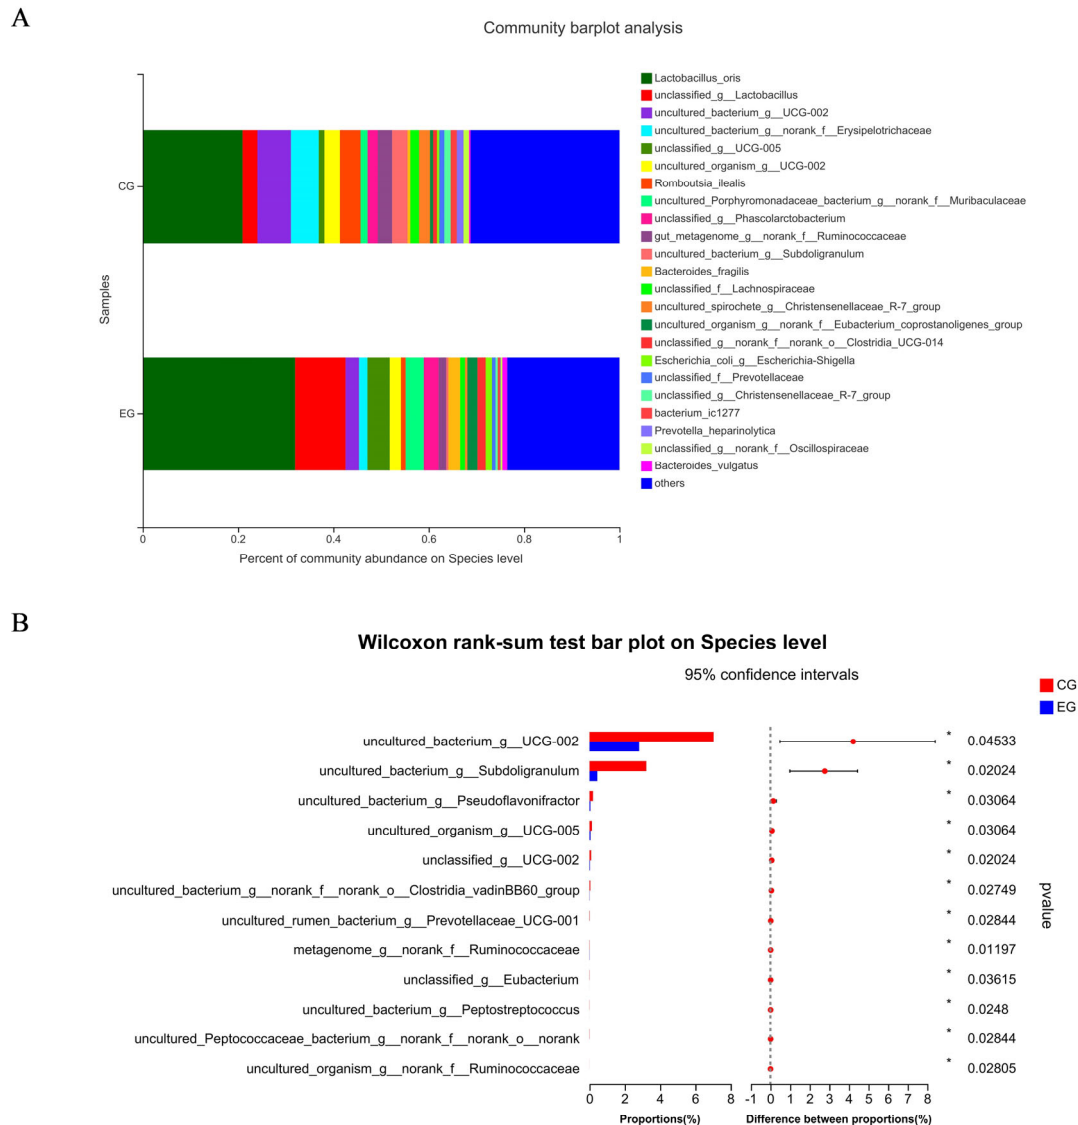 A
Community barplot analysis
Lactobacillus_oris
unclassified_g__Lactobacillus
uncultured_bacterium_g__UCG-002
uncultured_bacterium_g__norank_f__Erysipelotrichaceae
unclassified_g__UCG-005
uncultured_organism_g__UCG-002
Romboutsia_ilealis
uncultured_Porphyromonadaceae_bacterium_g__norank_f__Muribaculaceae
unclassified_g__Phascolarctobacterium
gut_metagenome_g__norank_f__Ruminococcaceae
uncultured_bacterium_g__Subdoligranulum
Bacteroides_fragilis
unclassified_f__Lachnospiraceae
uncultured_spirochete_g__Christensenellaceae_R-7_group
uncultured_organism_g__norank_f__Eubacterium_coprostanoligenes_group
unclassified_g__norank_f__norank_o__Clostridia_UCG-014
Escherichia_coli_g__Escherichia-Shigella
unclassified_f__Prevotellaceae
unclassified_g__Christensenellaceae_R-7_group
bacterium_ic1277
Prevotella_heparinolytica
unclassified_g__norank_f__Oscillospiraceae
Bacteroides_vulgatus
others
Samples
CG
EG
0 0.2 0.4 0.6 0.8 1
Percent of community abundance on Species level
B
Wilcoxon rank-sum test bar plot on Species level
95% confidence intervals
CG
EG
uncultured_bacterium_g__UCG-002 * 0.04533
uncultured_bacterium_g__Subdoligranulum * 0.02024
uncultured_bacterium_g__Pseudoflavonifractor * 0.03064
uncultured_organism_g__UCG-005 * 0.03064
unclassified_g__UCG-002 * 0.02024
uncultured_bacterium_g__norank_f__norank_o__Clostridia_vadinBB60_group * 0.02749
uncultured_rumen_bacterium_g__Prevotellaceae_UCG-001 * 0.02844
metagenome_g__norank_f__Ruminococcaceae * 0.01197
unclassified_g__Eubacterium * 0.03615
uncultured_bacterium_g__Peptostreptococcus * 0.0248
uncultured_Peptococcaceae_bacterium_g__norank_f__norank_o__norank * 0.02844
uncultured_organism_g__norank_f__Ruminococcaceae * 0.02805
pvalue
0 2 4 6 8 -1 0 1 2 3 4 5 6 7 8
Proportions(%) Difference between proportions(%)